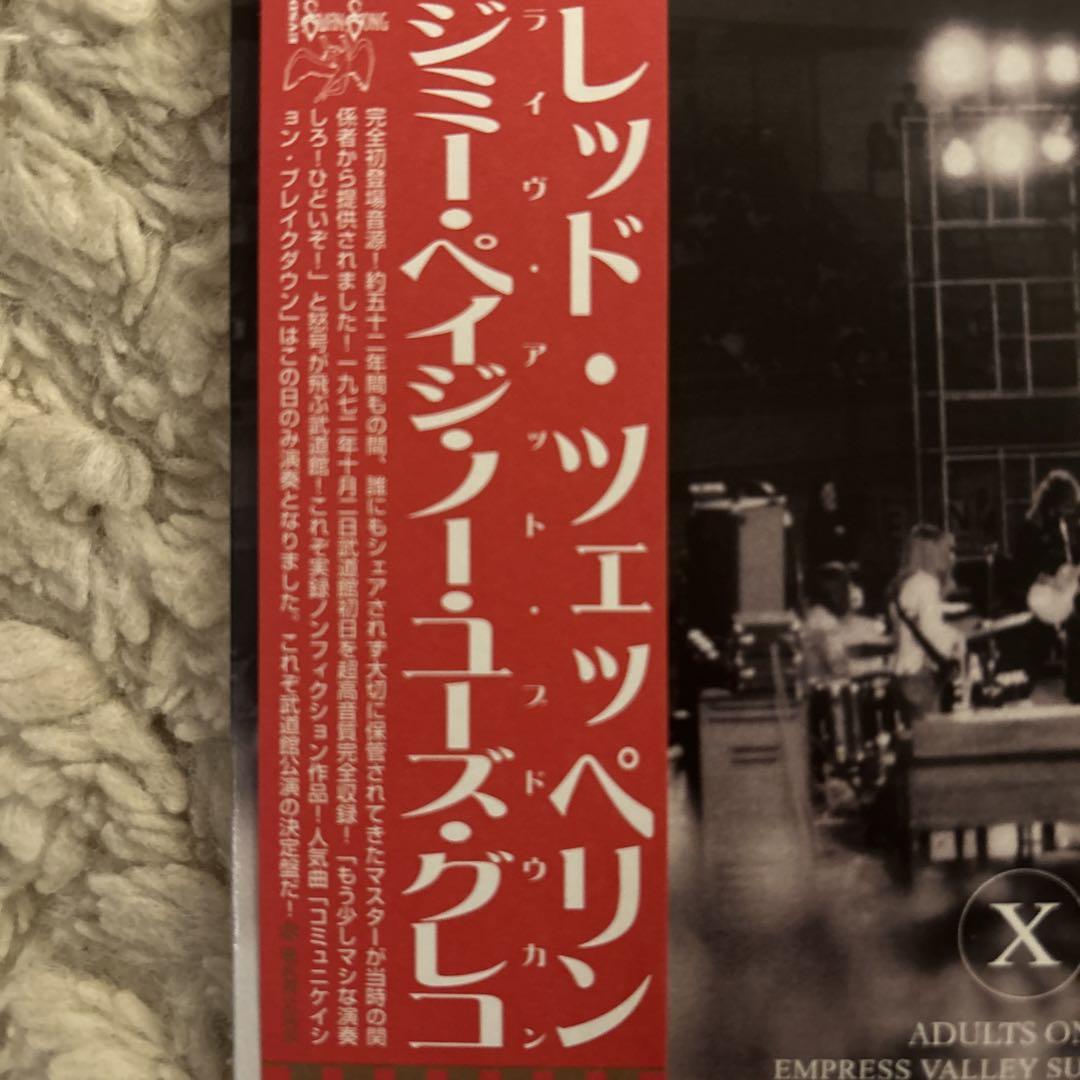 レッド・ツェッペリン
ライヴ・アット・ブドウカン
ジミー・ペイジ・ノー・ユーズ・グレコ
完全初登場音源！約五十二年間もの間、誰にもシェアされず大切に保管されてきたマスターが当時の関
係者から提供されました！一九七二年十月二日武道館初日を超高音質完全収録！「もう少しマシな演奏
しろ！ひどいぞ！」と怒号が飛ぶ武道館！これぞ実録ノンフィクション作品！人気曲「コミュニケイシ
ョン・ブレイクダウン」はこの日のみ演奏となりました。これぞ武道館公演の決定盤だ！
X
ADULTS ON
EMPRESS VALLEY SU